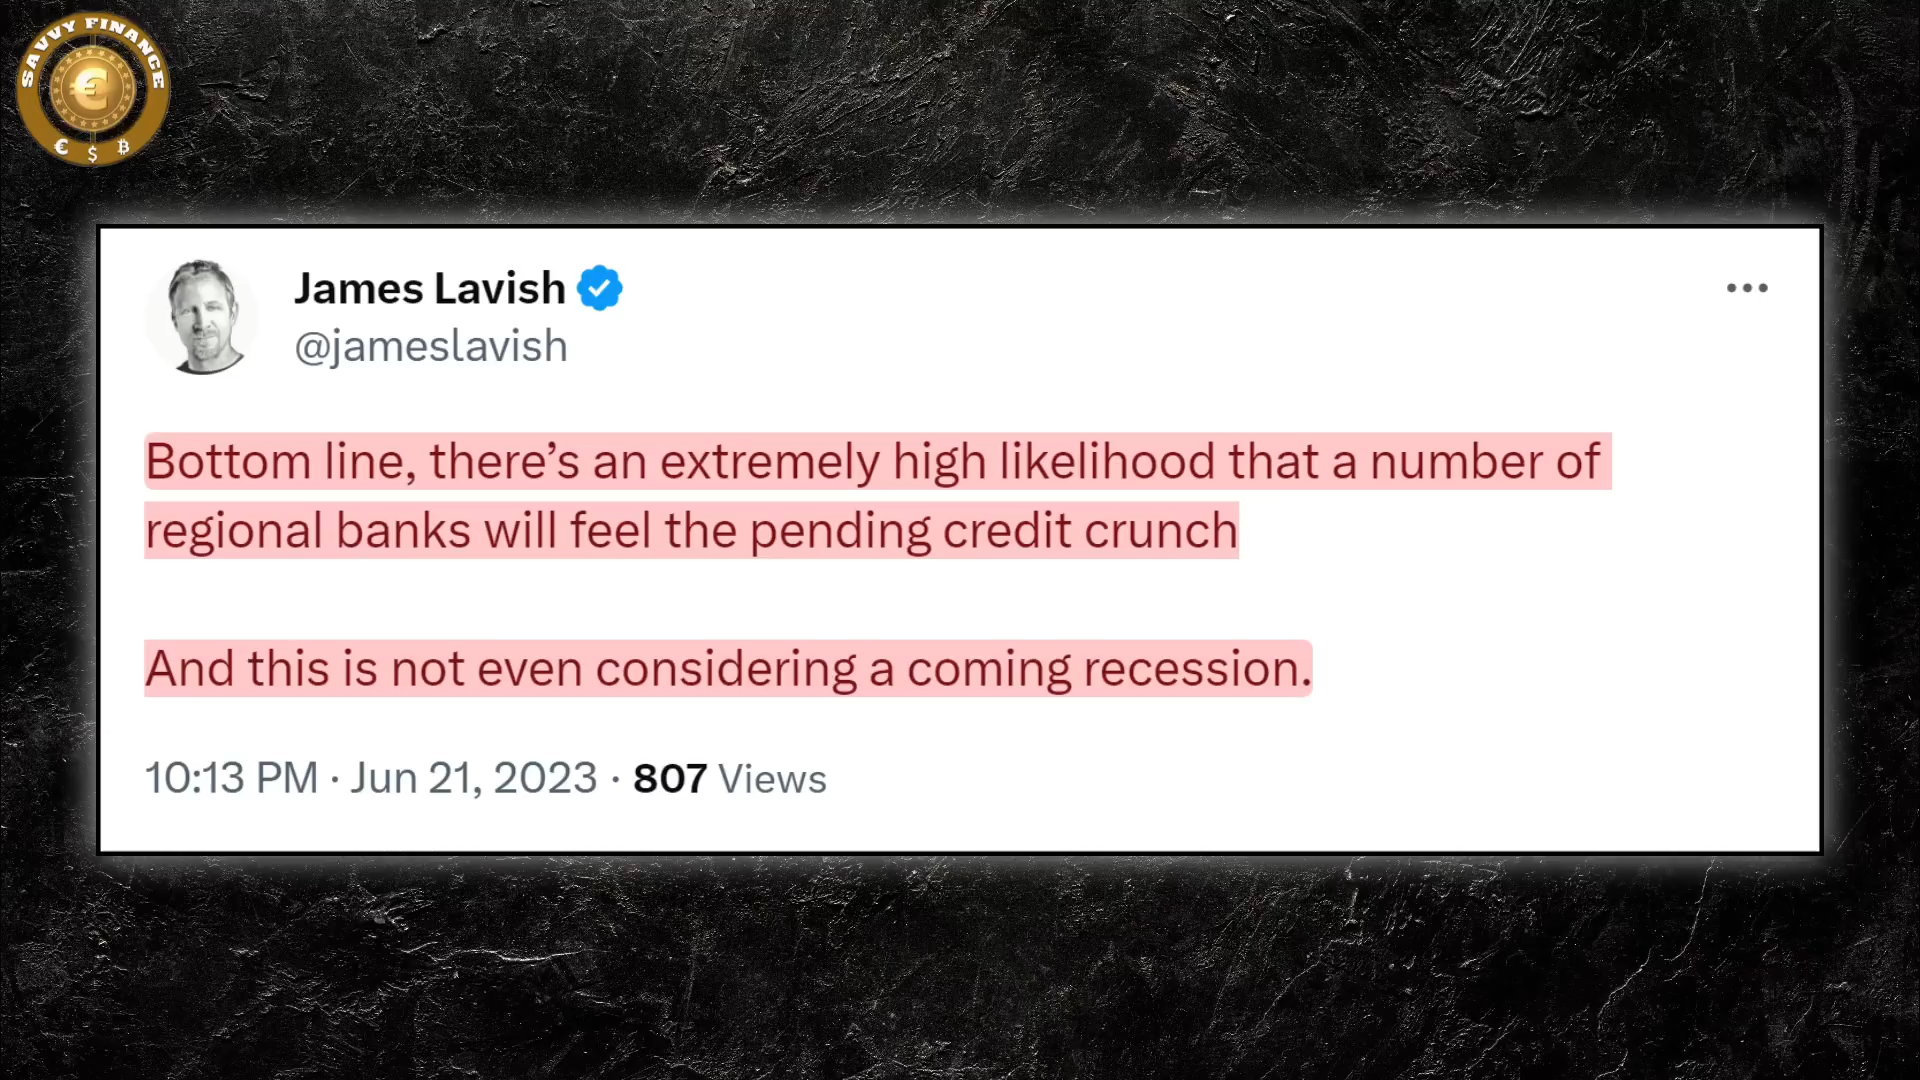 SAVVY FINANCE
€
€ $ ₿
James Lavish
@jameslavish
Bottom line, there’s an extremely high likelihood that a number of
regional banks will feel the pending credit crunch
And this is not even considering a coming recession.
10:13 PM · Jun 21, 2023 · 807 Views